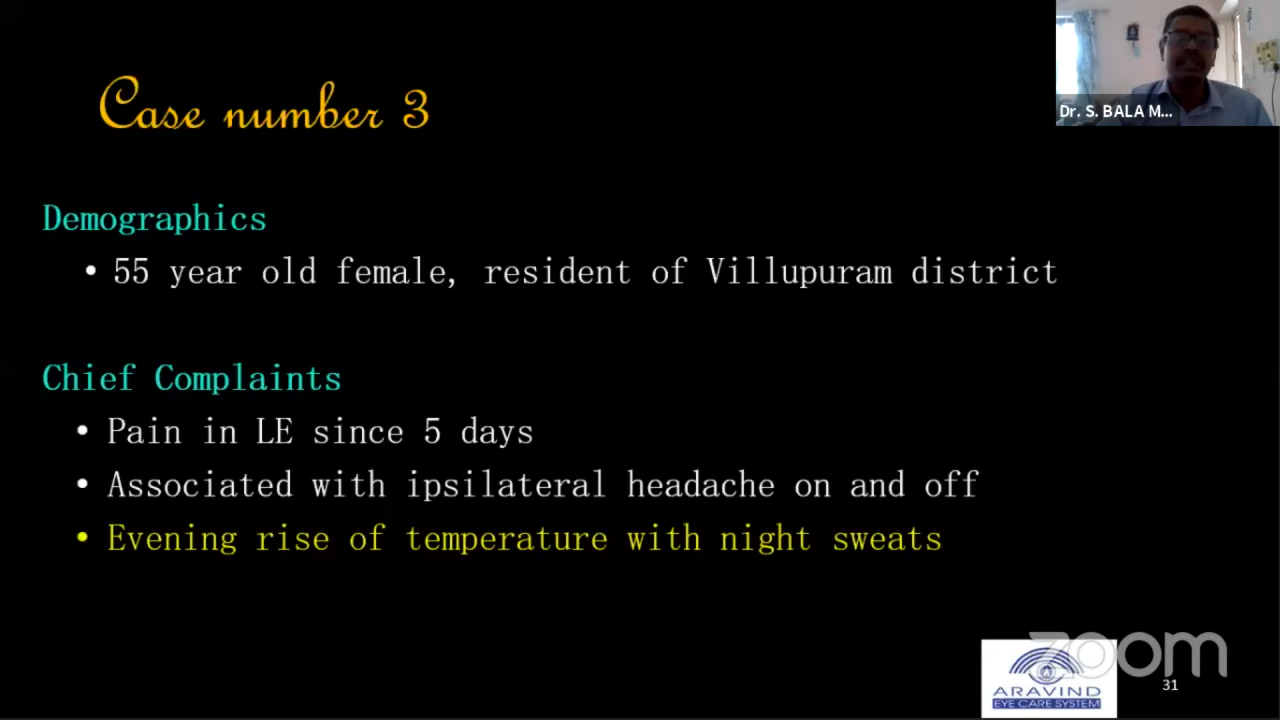 Dr. S. BALA M...
Case number 3
Demographics
• 55 year old female, resident of Villupuram district
Chief Complaints
• Pain in LE since 5 days
• Associated with ipsilateral headache on and off
• Evening rise of temperature with night sweats
zoom
ARAVIND
EYE CARE SYSTEM
31